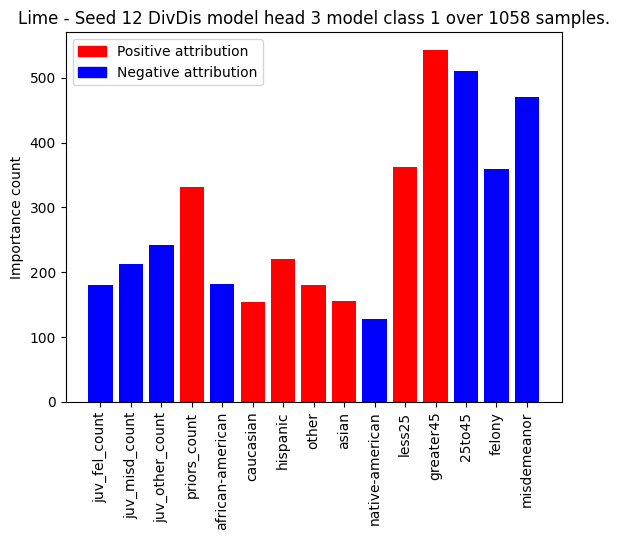 Lime - Seed 12 DivDis model head 3 model class 1 over 1058 samples.
Positive attribution
Negative attribution
Importance count
500
400
300
200
100
0
juv_fel_count
juv_misd_count
juv_other_count
priors_count
african-american
caucasian
hispanic
other
asian
native-american
less25
greater45
25to45
felony
misdemeanor